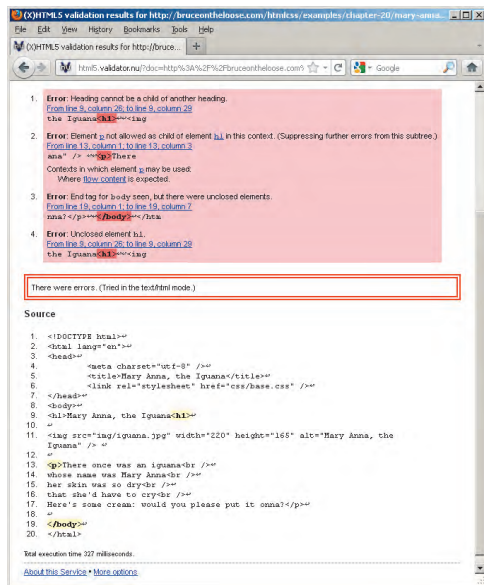 (X)HTML5 validation results for http://bruceontheloose.com/htmlcss/examples/chapter-20/mary-anna...
File Edit View History Bookmarks Tools Help
(X)HTML5 validation results for http://bruce...
html5.validator.nu/?doc=http%3A%2F%2Fbruceontheloose.com%
Google
1. Error: Heading cannot be a child of another heading.
From line 9, column 26; to line 9, column 29
the Iguana<h1>↩↩<img
2. Error: Element p not allowed as child of element h1 in this context. (Suppressing further errors from this subtree.)
From line 13, column 1; to line 13, column 3
ana" /> ↩↩<p>There
Contexts in which element p may be used:
Where flow content is expected.
3. Error: End tag for body seen, but there were unclosed elements.
From line 19, column 1; to line 19, column 7
nna?</p>↩↩</body>↩</htm
4. Error: Unclosed element h1.
From line 9, column 26; to line 9, column 29
the Iguana<h1>↩↩<img
There were errors. (Tried in the text/html mode.)
Source
1. <!DOCTYPE html>↩
2. <html lang="en">↩
3. <head>↩
4. <meta charset="utf-8" />↩
5. <title>Mary Anna, the Iguana</title>↩
6. <link rel="stylesheet" href="css/base.css" />↩
7. </head>↩
8. <body>↩
9. <h1>Mary Anna, the Iguana<h1>↩
10. ↩
11. <img src="img/iguana.jpg" width="220" height="165" alt="Mary Anna, the
Iguana" /> ↩
12. ↩
13. <p>There once was an iguana<br />↩
14. whose name was Mary Anna<br />↩
15. her skin was so dry<br />↩
16. that she'd have to cry<br />↩
17. Here's some cream: would you please put it onna?</p>↩
18. ↩
19. </body>↩
20. </html>
Total execution time 327 milliseconds.
About this Service • More options